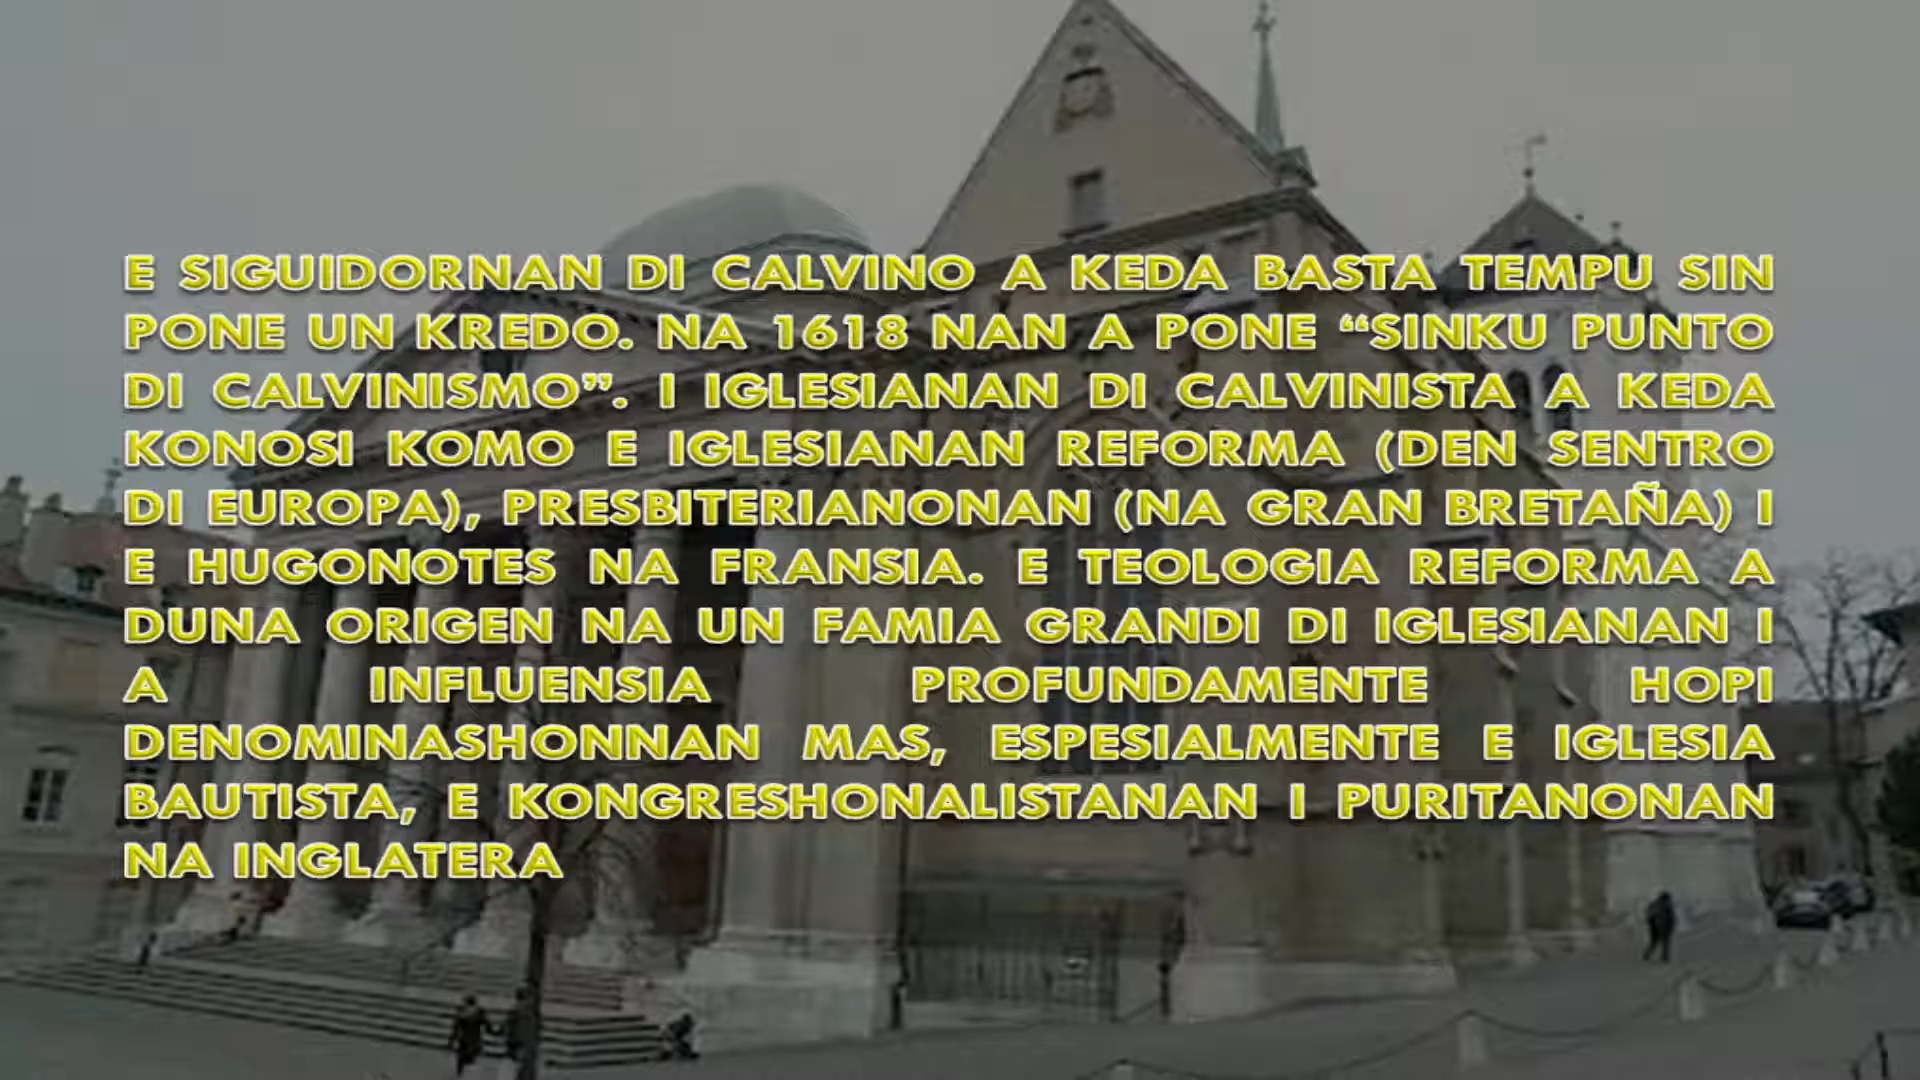 E SIGUIDORNAN DI CALVINO A KEDA BASTA TEMPU SIN
PONE UN KREDO. NA 1618 NAN A PONE “SINKU PUNTO
DI CALVINISMO”. I IGLESIANAN DI CALVINISTA A KEDA
KONOSI KOMO E IGLESIANAN REFORMA (DEN SENTRO
DI EUROPA), PRESBITERIANONAN (NA GRAN BRETAÑA) I
E HUGONOTES NA FRANSIA. E TEOLOGIA REFORMA A
DUNA ORIGEN NA UN FAMIA GRANDI DI IGLESIANAN I
A INFLUENSIA PROFUNDAMENTE HOPI
DENOMINASHONNAN MAS, ESPESIALMENTE E IGLESIA
BAUTISTA, E KONGRESHONALISTANAN I PURITANONAN
NA INGLATERA